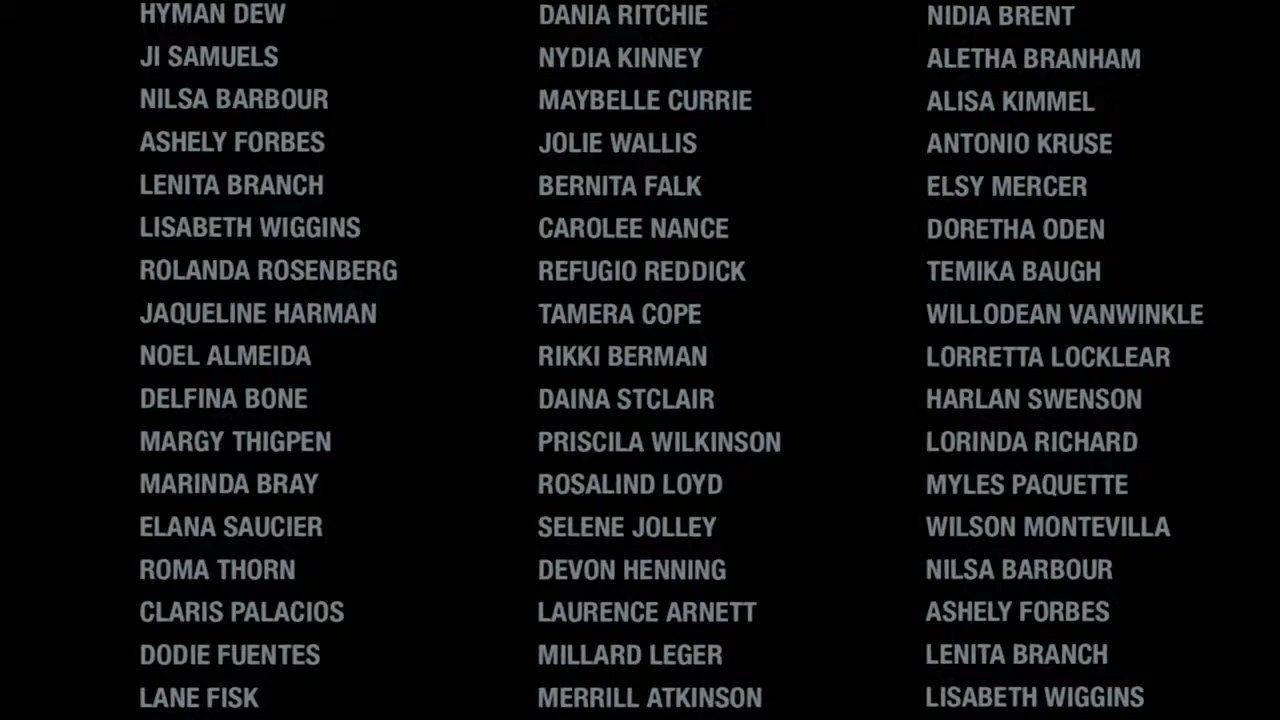 HYMAN DEW
JI SAMUELS
NILSA BARBOUR
ASHELY FORBES
LENITA BRANCH
LISABETH WIGGINS
ROLANDA ROSENBERG
JAQUELINE HARMAN
NOEL ALMEIDA
DELFINA BONE
MARGY THIGPEN
MARINDA BRAY
ELANA SAUCIER
ROMA THORN
CLARIS PALACIOS
DODIE FUENTES
LANE FISK
DANIA RITCHIE
NYDIA KINNEY
MAYBELLE CURRIE
JOLIE WALLIS
BERNITA FALK
CAROLEE NANCE
REFUGIO REDDICK
TAMERA COPE
RIKKI BERMAN
DAINA STCLAIR
PRISCILA WILKINSON
ROSALIND LOYD
SELENE JOLLEY
DEVON HENNING
LAURENCE ARNETT
MILLARD LEGER
MERRILL ATKINSON
NIDIA BRENT
ALETHA BRANHAM
ALISA KIMMEL
ANTONIO KRUSE
ELSY MERCER
DORETHA ODEN
TEMIKA BAUGH
WILLODEAN VANWINKLE
LORRETTA LOCKLEAR
HARLAN SWENSON
LORINDA RICHARD
MYLES PAQUETTE
WILSON MONTEVILLA
NILSA BARBOUR
ASHELY FORBES
LENITA BRANCH
LISABETH WIGGINS